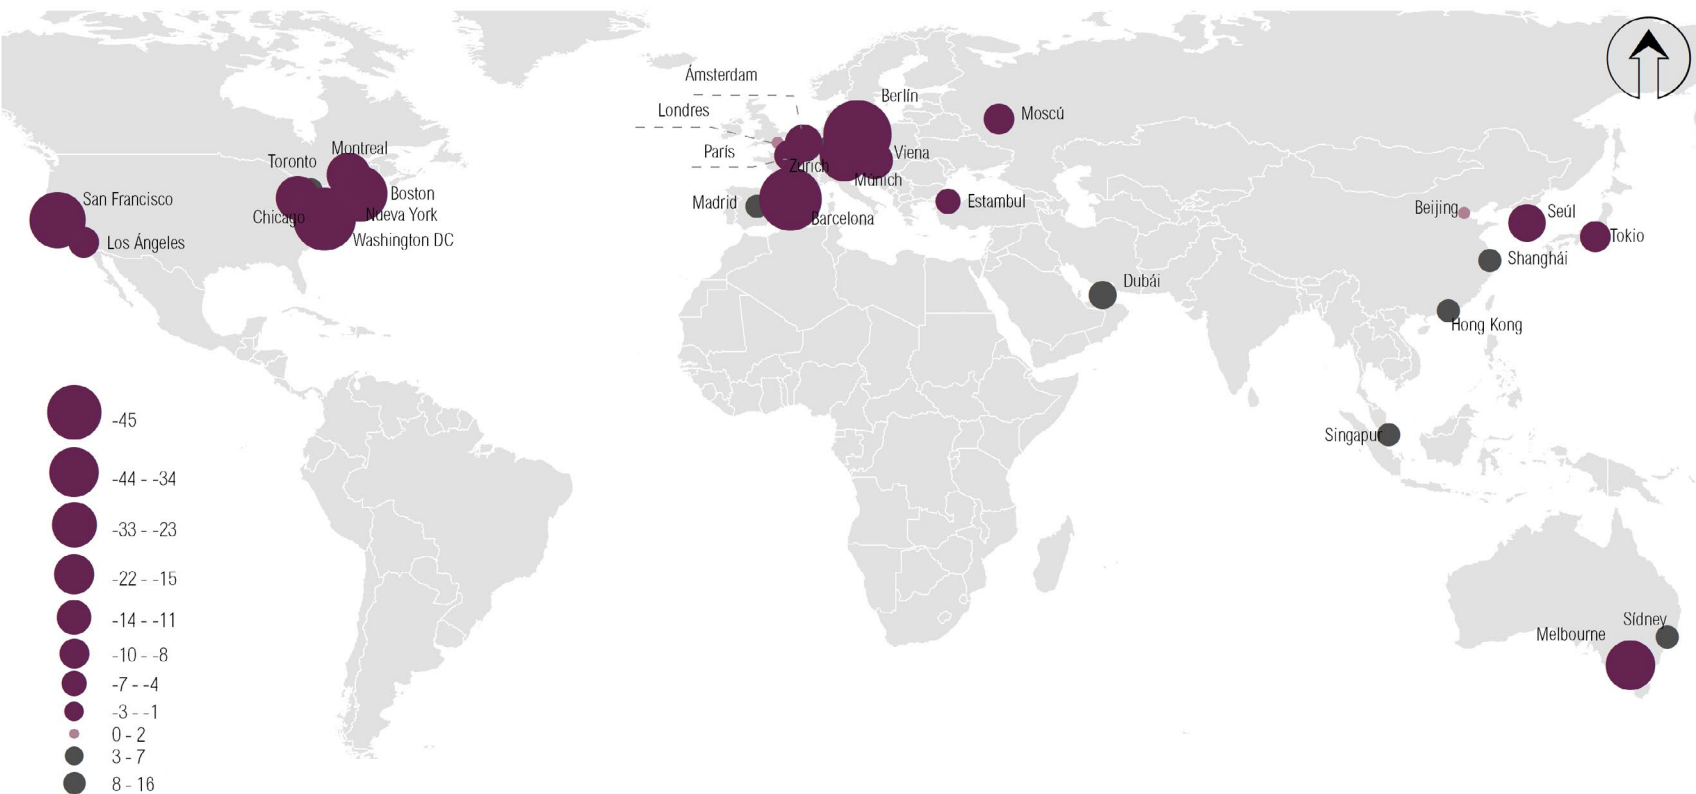 Ámsterdam
Berlín
Londres
Moscú
París
Zúrich
Viena
Múnich
Montreal
Toronto
San Francisco
Boston
Nueva York
Chicago
Washington DC
Los Ángeles
Madrid
Barcelona
Estambul
Beijing
Seúl
Tokio
Shanghái
Dubái
Hong Kong
Singapur
Sídney
Melbourne
-45
-44 - -34
-33 - -23
-22 - -15
-14 - -11
-10 - -8
-7 - -4
-3 - -1
0 - 2
3 - 7
8 - 16